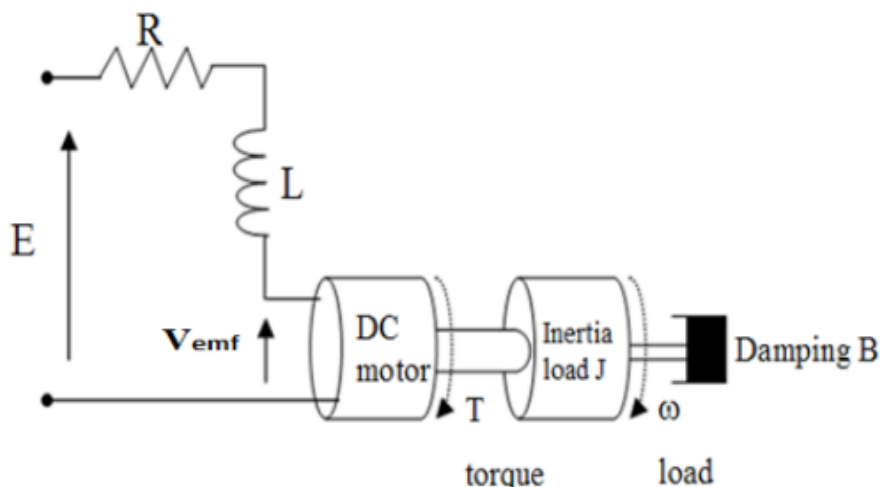 R
L
E
Vemf
DC
motor
T
Inertia
load J
ω
Damping B
torque
load